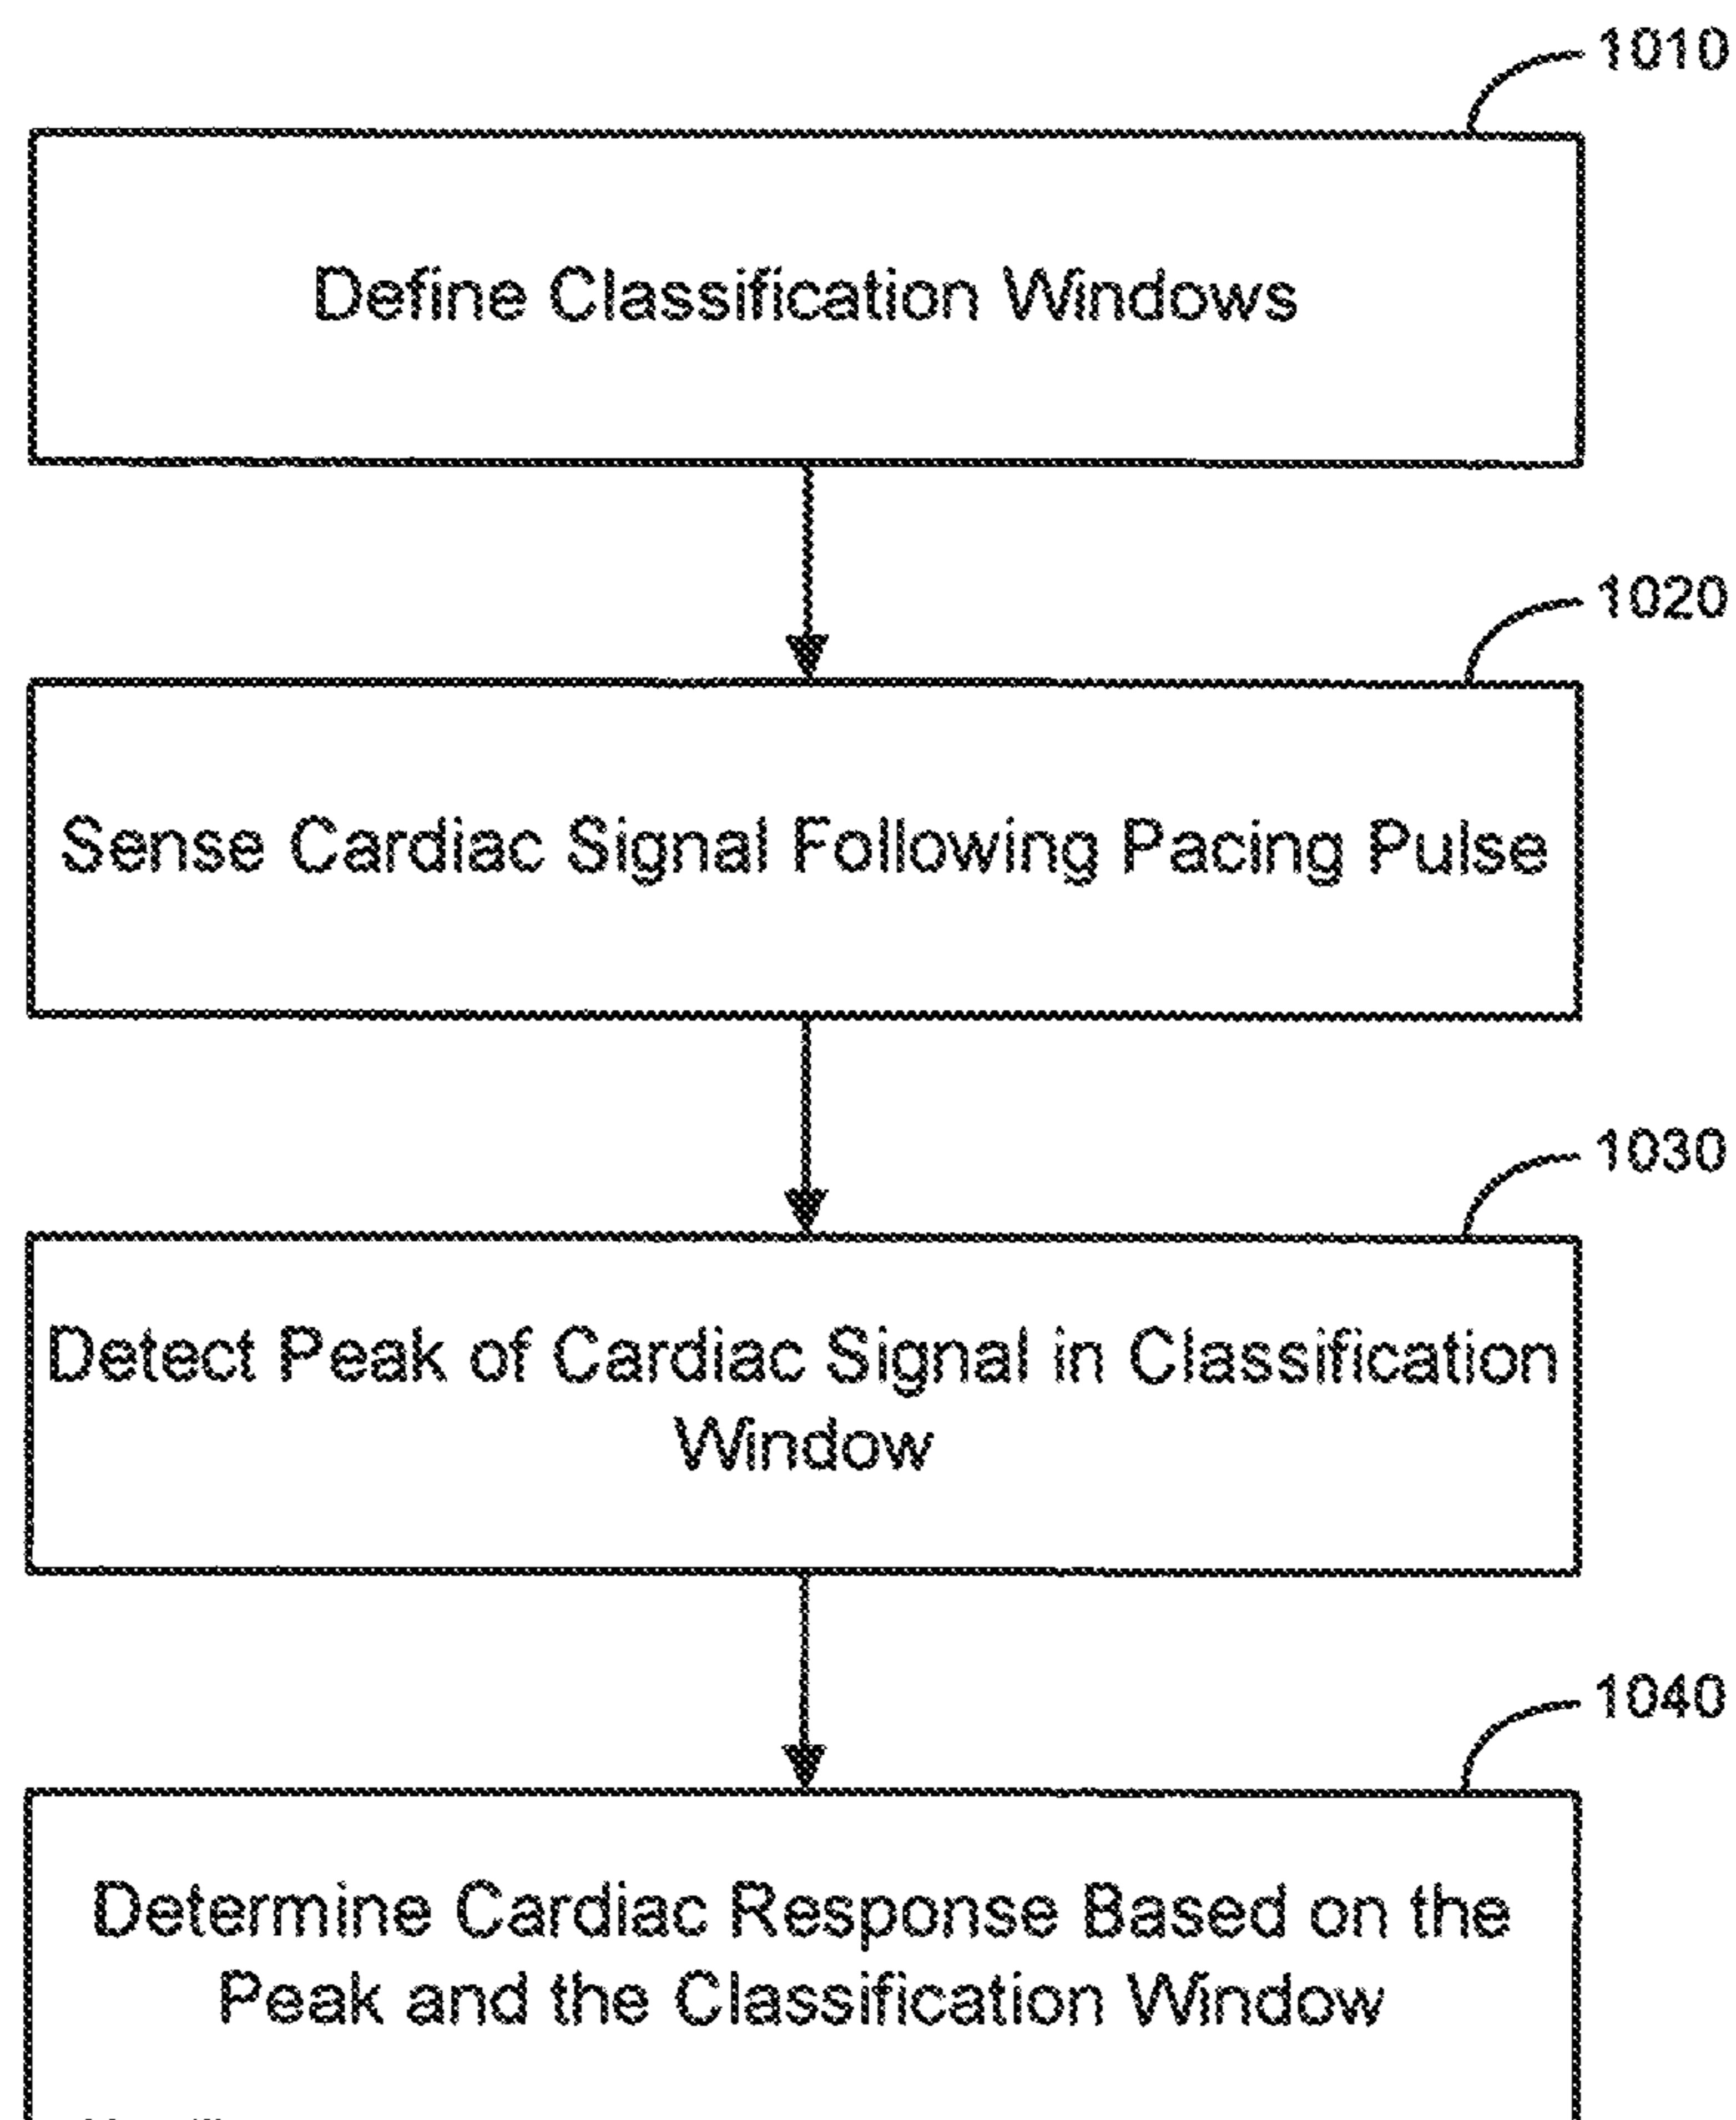 1010
Define Classification Windows
1020
Sense Cardiac Signal Following Pacing Pulse
1030
Detect Peak of Cardiac Signal in Classification
Window
1040
Determine Cardiac Response Based on the
Peak and the Classification Window